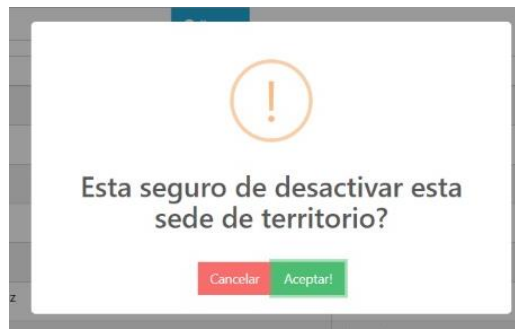 !
Esta seguro de desactivar esta
sede de territorio?
Cancelar Aceptar!
z